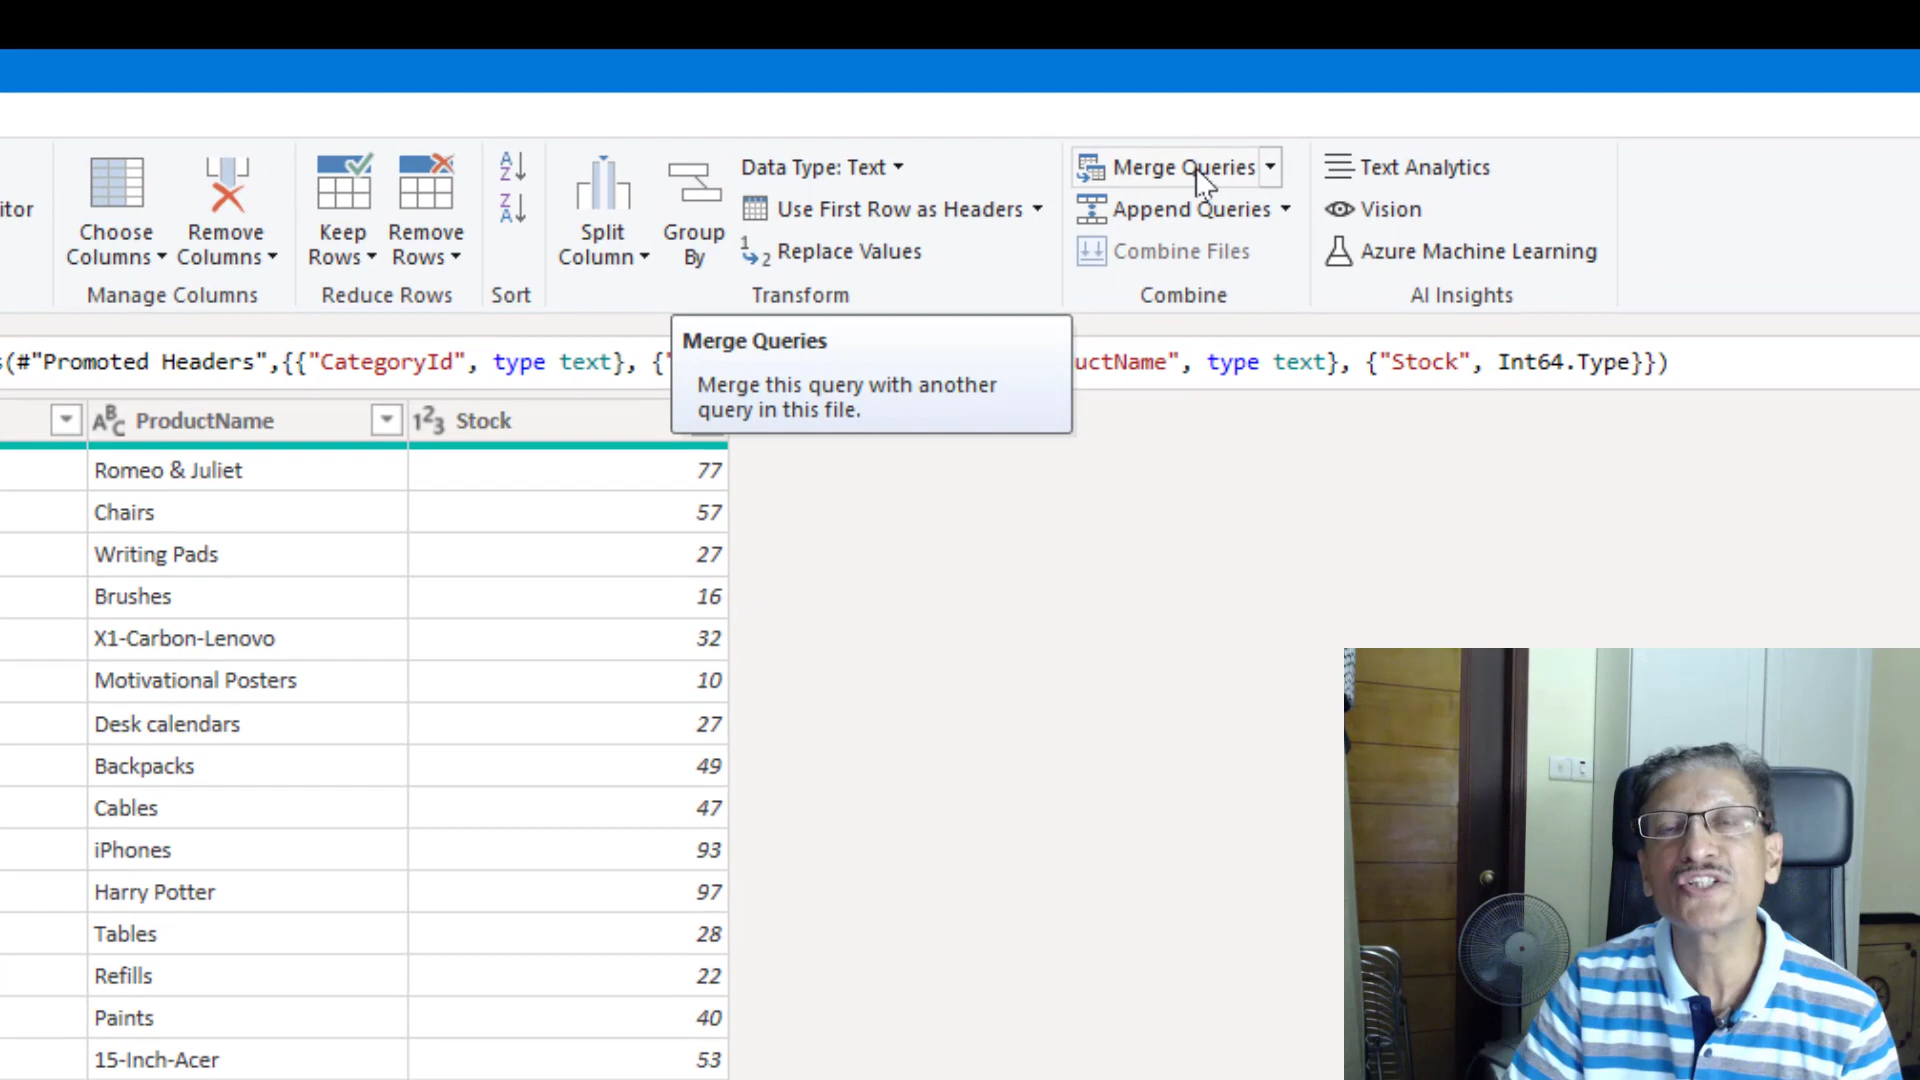 itor
Choose Columns
Remove Columns
Manage Columns
Keep Rows
Remove Rows
Reduce Rows
A
Z
Z
A
Sort
Split Column
Group By
Data Type: Text
Use First Row as Headers
1
2 Replace Values
Transform
Merge Queries
Append Queries
Combine Files
Combine
Text Analytics
Vision
Azure Machine Learning
AI Insights
Merge Queries
Merge this query with another
query in this file.
(#"Promoted Headers",{{"CategoryId", type text}, {" uctName", type text}, {"Stock", Int64.Type}})
ABC ProductName 123 Stock
Romeo & Juliet 77
Chairs 57
Writing Pads 27
Brushes 16
X1-Carbon-Lenovo 32
Motivational Posters 10
Desk calendars 27
Backpacks 49
Cables 47
iPhones 93
Harry Potter 97
Tables 28
Refills 22
Paints 40
15-Inch-Acer 53